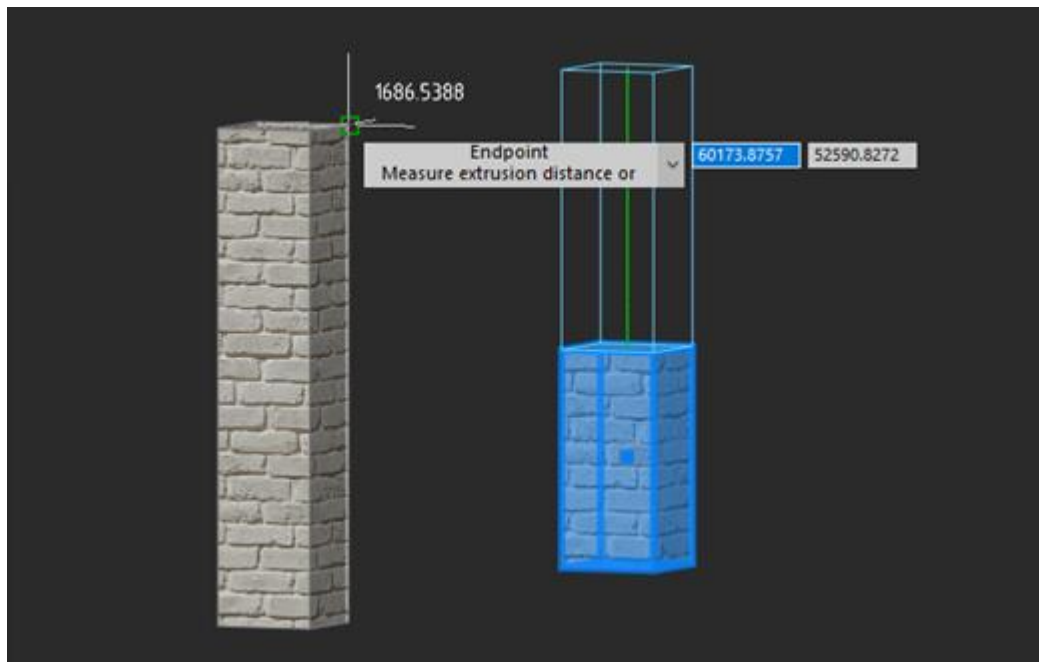 1686.5388
Endpoint
Measure extrusion distance or
60173.8757
52590.8272